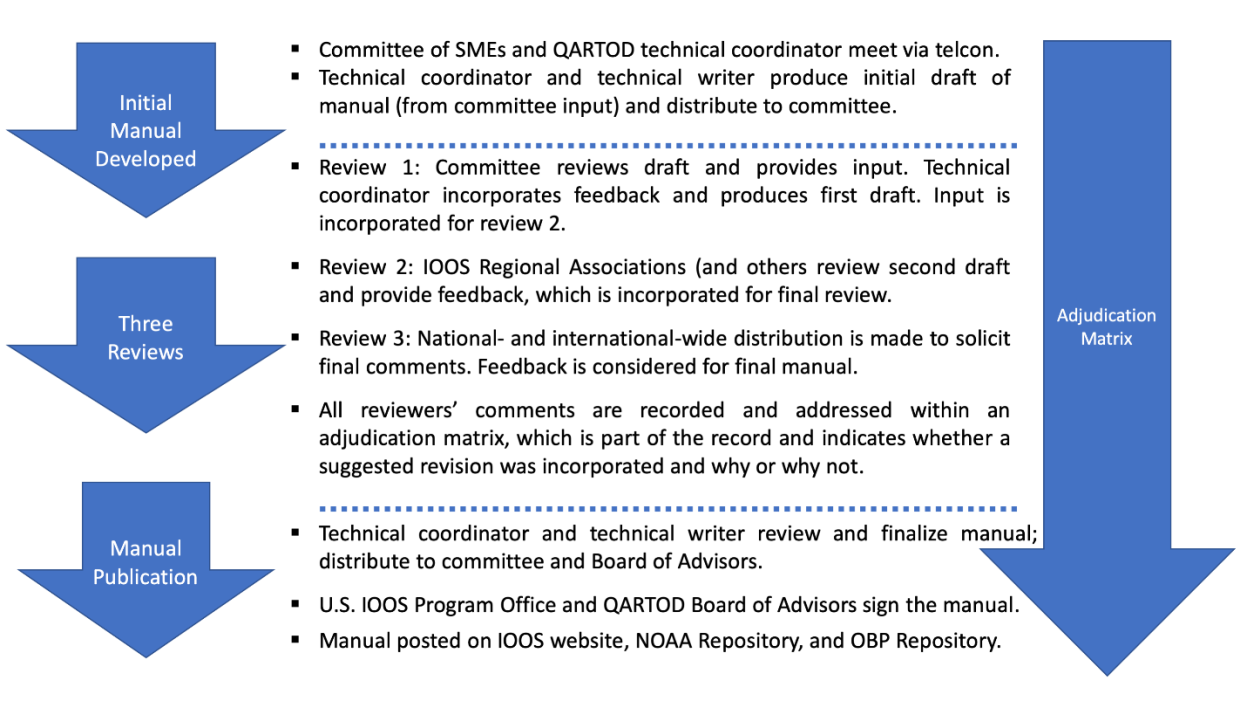 Initial
Manual
Developed
▪ Committee of SMEs and QARTOD technical coordinator meet via telcon.
▪ Technical coordinator and technical writer produce initial draft of
manual (from committee input) and distribute to committee.
▪ Review 1: Committee reviews draft and provides input. Technical
coordinator incorporates feedback and produces first draft. Input is
incorporated for review 2.
Three
Reviews
▪ Review 2: IOOS Regional Associations (and others review second draft
and provide feedback, which is incorporated for final review.
▪ Review 3: National- and international-wide distribution is made to solicit
final comments. Feedback is considered for final manual.
▪ All reviewers’ comments are recorded and addressed within an
adjudication matrix, which is part of the record and indicates whether a
suggested revision was incorporated and why or why not.
Manual
Publication
▪ Technical coordinator and technical writer review and finalize manual;
distribute to committee and Board of Advisors.
▪ U.S. IOOS Program Office and QARTOD Board of Advisors sign the manual.
▪ Manual posted on IOOS website, NOAA Repository, and OBP Repository.
Adjudication
Matrix